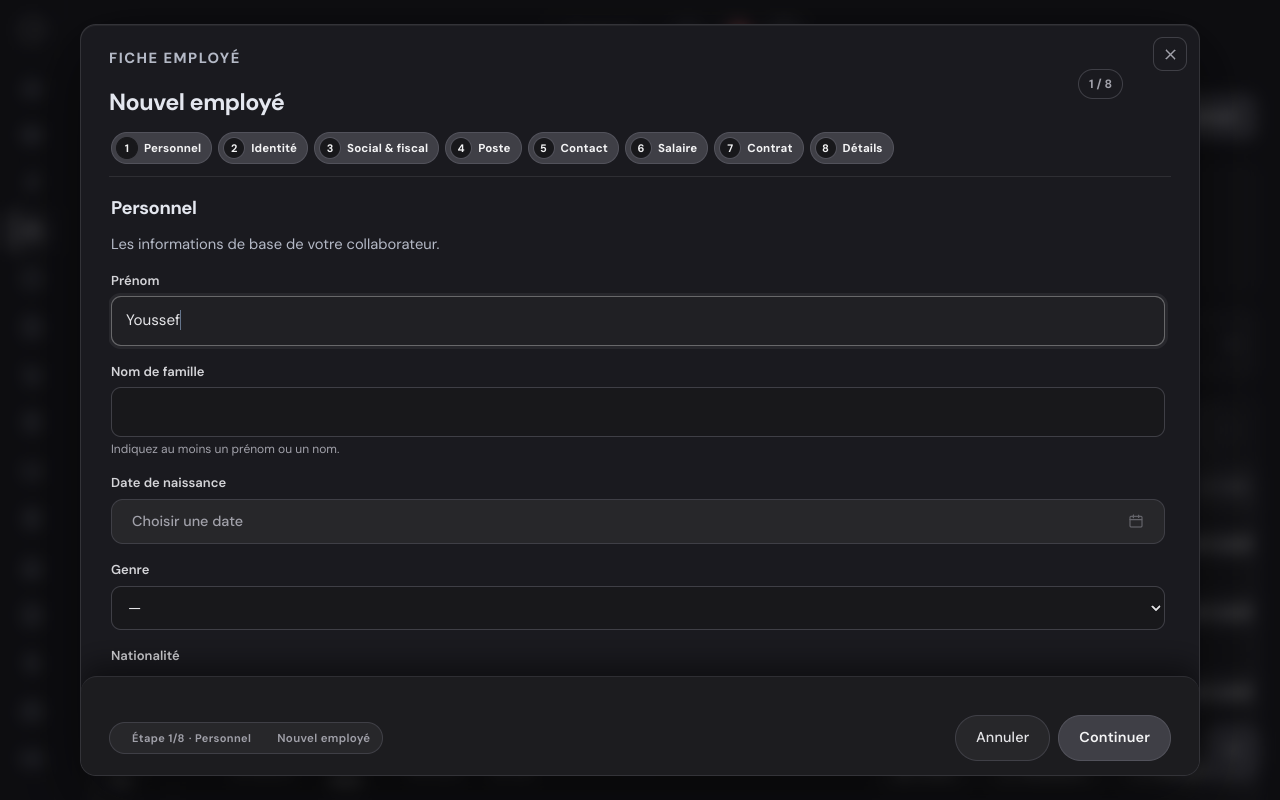 FICHE EMPLOYÉ
1 / 8
Nouvel employé
1 Personnel 2 Identité 3 Social & fiscal 4 Poste 5 Contact 6 Salaire 7 Contrat 8 Détails
Personnel
Les informations de base de votre collaborateur.
Prénom
Youssef
Nom de famille
Indiquez au moins un prénom ou un nom.
Date de naissance
Choisir une date
Genre
—
Nationalité
Étape 1/8 · Personnel Nouvel employé
Annuler Continuer